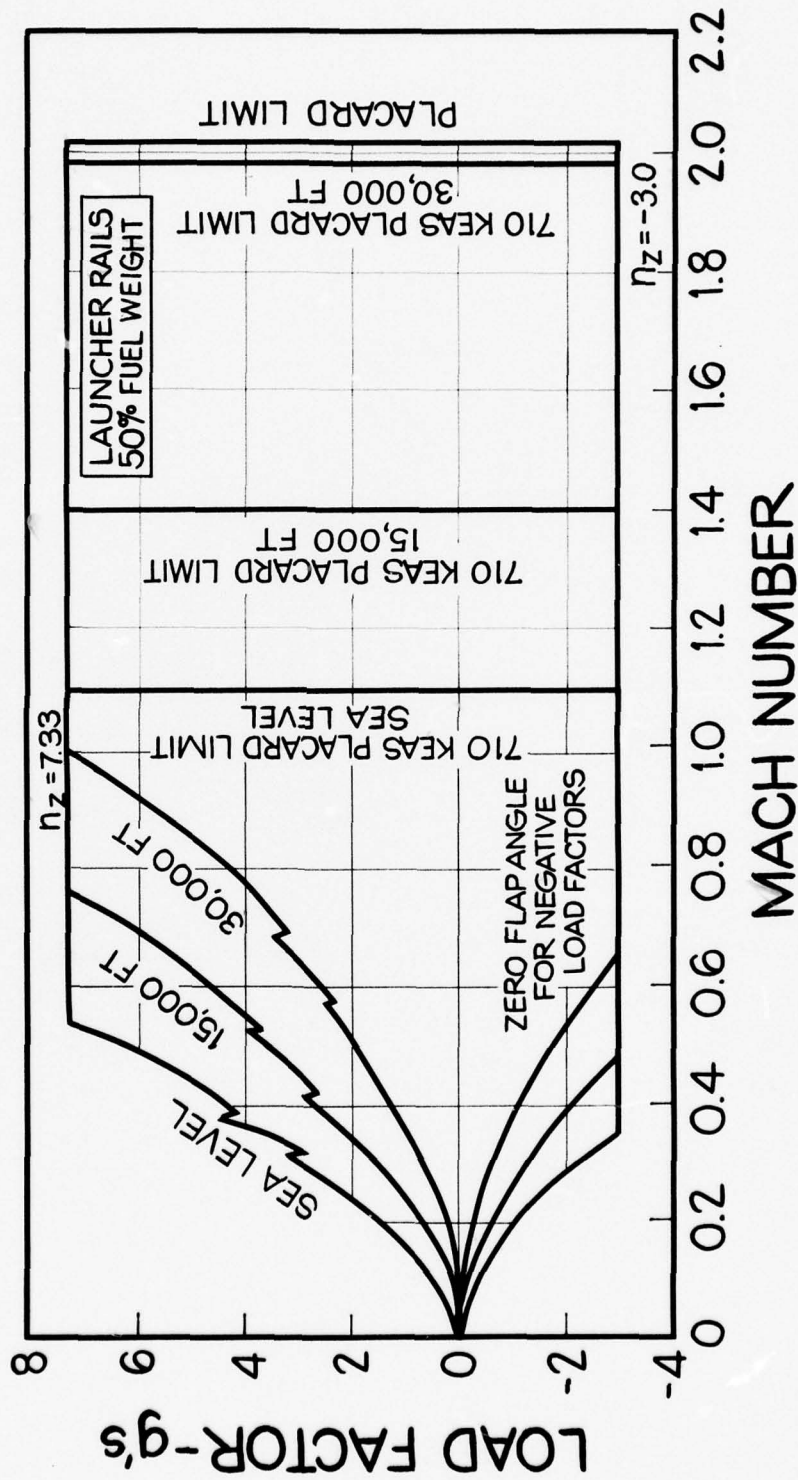 LOAD FACTOR-g's
8
6
4
2
0
-2
-4
nz = 7.33
LAUNCHER RAILS
50% FUEL WEIGHT
SEA LEVEL
15,000 FT
30,000 FT
710 KEAS PLACARD LIMIT
SEA LEVEL
710 KEAS PLACARD LIMIT
15,000 FT
710 KEAS PLACARD LIMIT
30,000 FT
PLACARD LIMIT
ZERO FLAP ANGLE
FOR NEGATIVE
LOAD FACTORS
nz = -3.0
0
0.2
0.4
0.6
0.8
1.0
1.2
1.4
1.6
1.8
2.0
2.2
MACH NUMBER